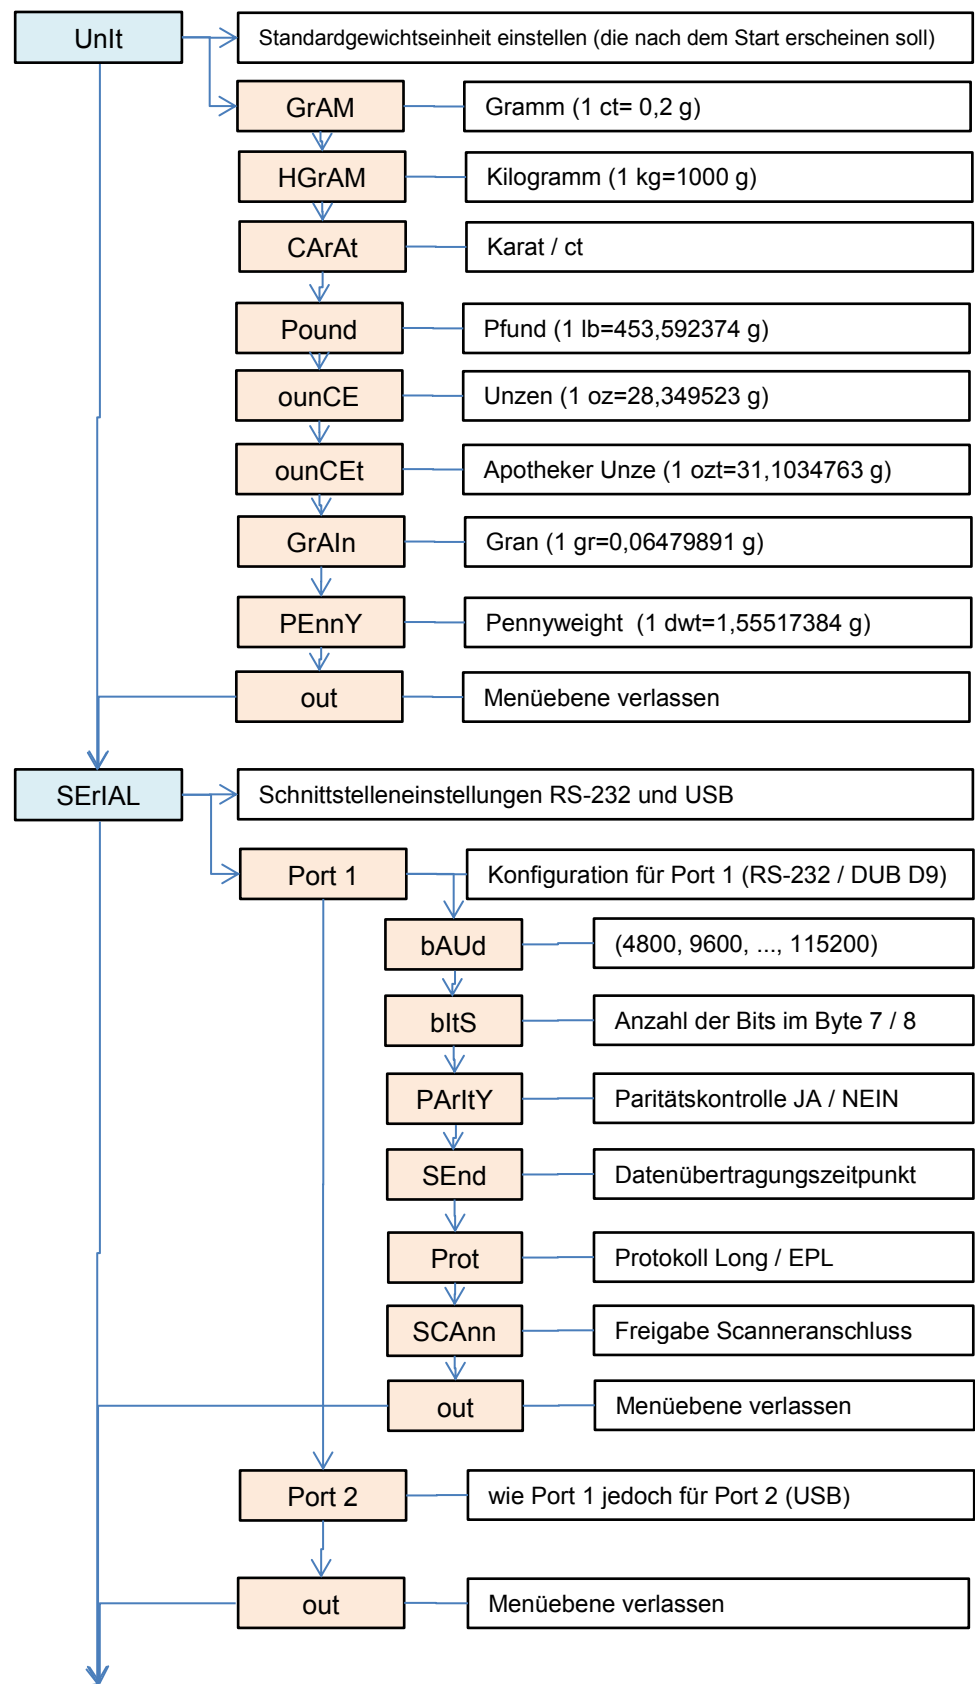 UnIt
Standardgewichtseinheit einstellen (die nach dem Start erscheinen soll)
GrAM
Gramm (1 ct= 0,2 g)
HGrAM
Kilogramm (1 kg=1000 g)
CArAt
Karat / ct
Pound
Pfund (1 lb=453,592374 g)
ounCE
Unzen (1 oz=28,349523 g)
ounCEt
Apotheker Unze (1 ozt=31,1034763 g)
GrAIn
Gran (1 gr=0,06479891 g)
PEnnY
Pennyweight  (1 dwt=1,55517384 g)
out
Menüebene verlassen
SErIAL
Schnittstelleneinstellungen RS-232 und USB
Port 1
Konfiguration für Port 1 (RS-232 / DUB D9)
bAUd
(4800, 9600, ..., 115200)
bItS
Anzahl der Bits im Byte 7 / 8
PArItY
Paritätskontrolle JA / NEIN
SEnd
Datenübertragungszeitpunkt
Prot
Protokoll Long / EPL
SCAnn
Freigabe Scanneranschluss
out
Menüebene verlassen
Port 2
wie Port 1 jedoch für Port 2 (USB)
out
Menüebene verlassen